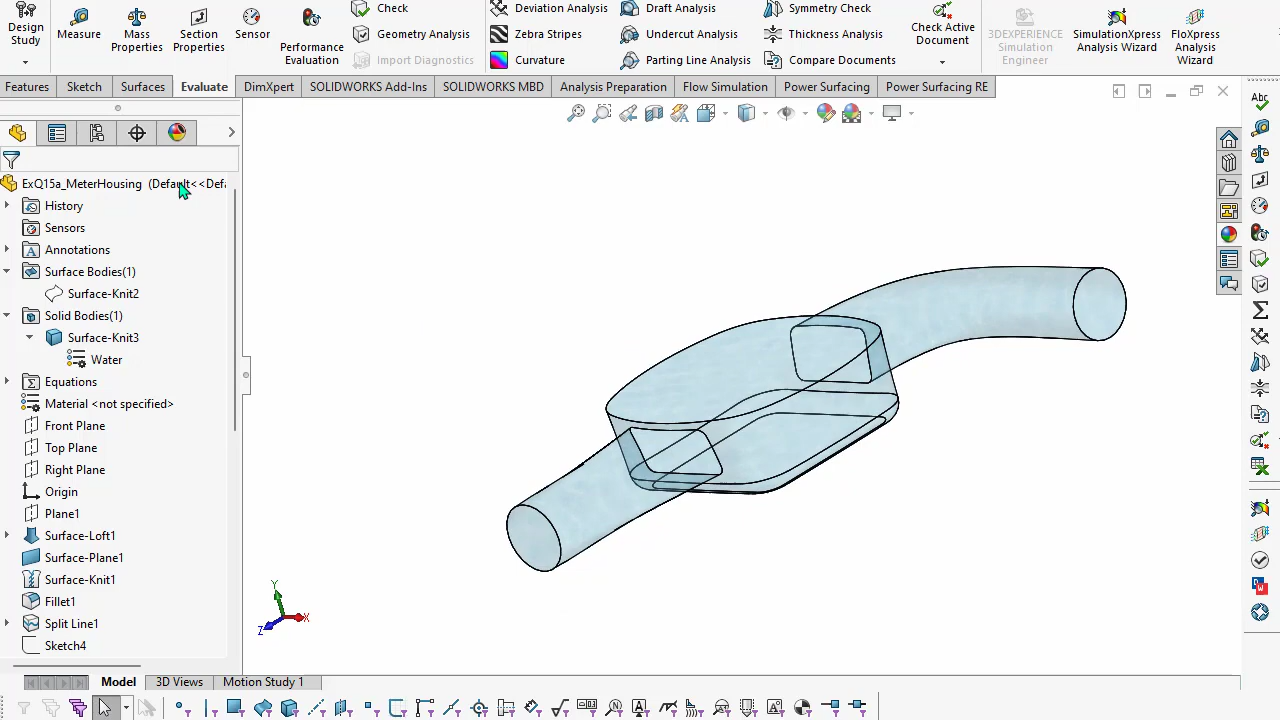 Design
Study
Measure
Mass
Properties
Section
Properties
Sensor
Performance
Evaluation
Check
Geometry Analysis
Import Diagnostics
Deviation Analysis
Zebra Stripes
Curvature
Draft Analysis
Undercut Analysis
Parting Line Analysis
Symmetry Check
Thickness Analysis
Compare Documents
Check Active
Document
3DEXPERIENCE
Simulation
Engineer
SimulationXpress
Analysis Wizard
FloXpress
Analysis
Wizard
Features
Sketch
Surfaces
Evaluate
DimXpert
SOLIDWORKS Add-Ins
SOLIDWORKS MBD
Analysis Preparation
Flow Simulation
Power Surfacing
Power Surfacing RE
ExQ15a_MeterHousing (Default<<Defa
History
Sensors
Annotations
Surface Bodies(1)
Surface-Knit2
Solid Bodies(1)
Surface-Knit3
Water
Equations
Material <not specified>
Front Plane
Top Plane
Right Plane
Origin
Plane1
Surface-Loft1
Surface-Plane1
Surface-Knit1
Fillet1
Split Line1
Sketch4
Y
X
Z
Model
3D Views
Motion Study 1